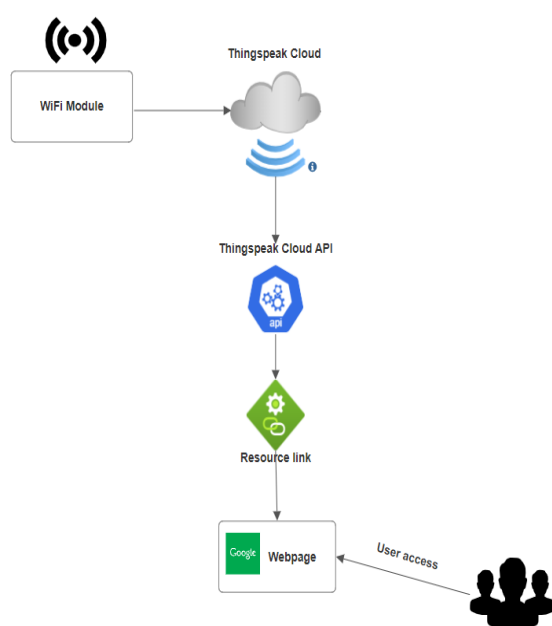 Thingspeak Cloud
WiFi Module
Thingspeak Cloud API
api
Resource link
Google
Webpage
User access